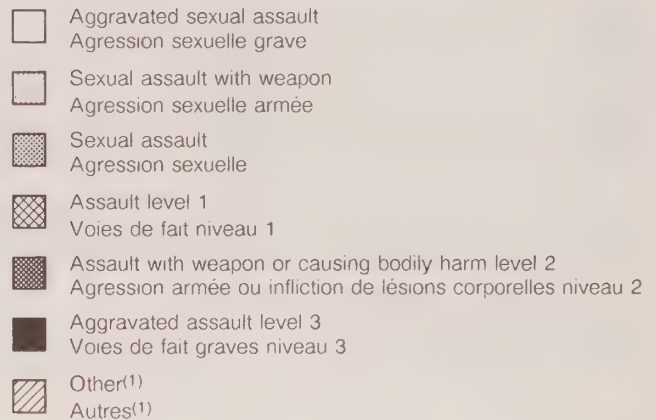 Aggravated sexual assault
Agression sexuelle grave
Sexual assault with weapon
Agression sexuelle armée
Sexual assault
Agression sexuelle
Assault level 1
Voies de fait niveau 1
Assault with weapon or causing bodily harm level 2
Agression armée ou infliction de lésions corporelles niveau 2
Aggravated assault level 3
Voies de fait graves niveau 3
Other(1)
Autres(1)